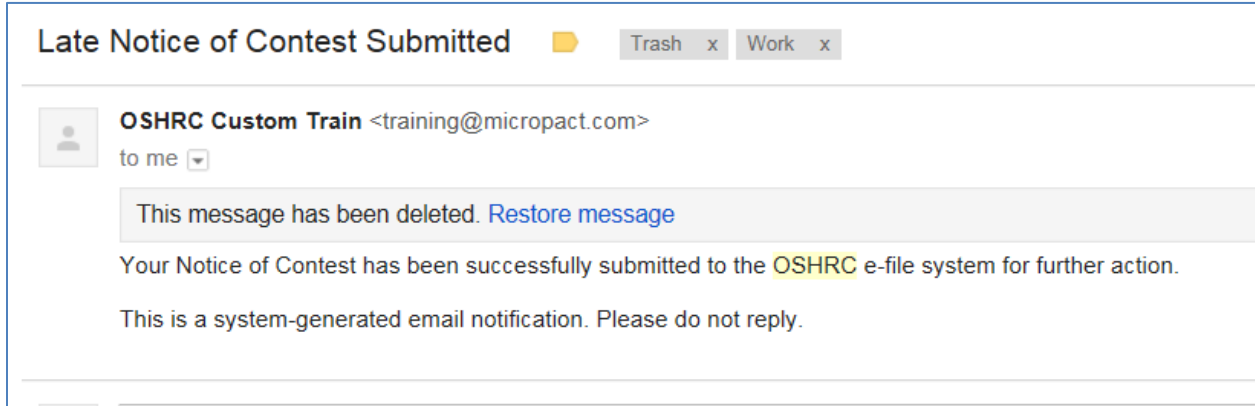 Late Notice of Contest Submitted Trash x Work x
OSHRC Custom Train <training@micropact.com>
to me
This message has been deleted. Restore message
Your Notice of Contest has been successfully submitted to the OSHRC e-file system for further action.
This is a system-generated email notification. Please do not reply.